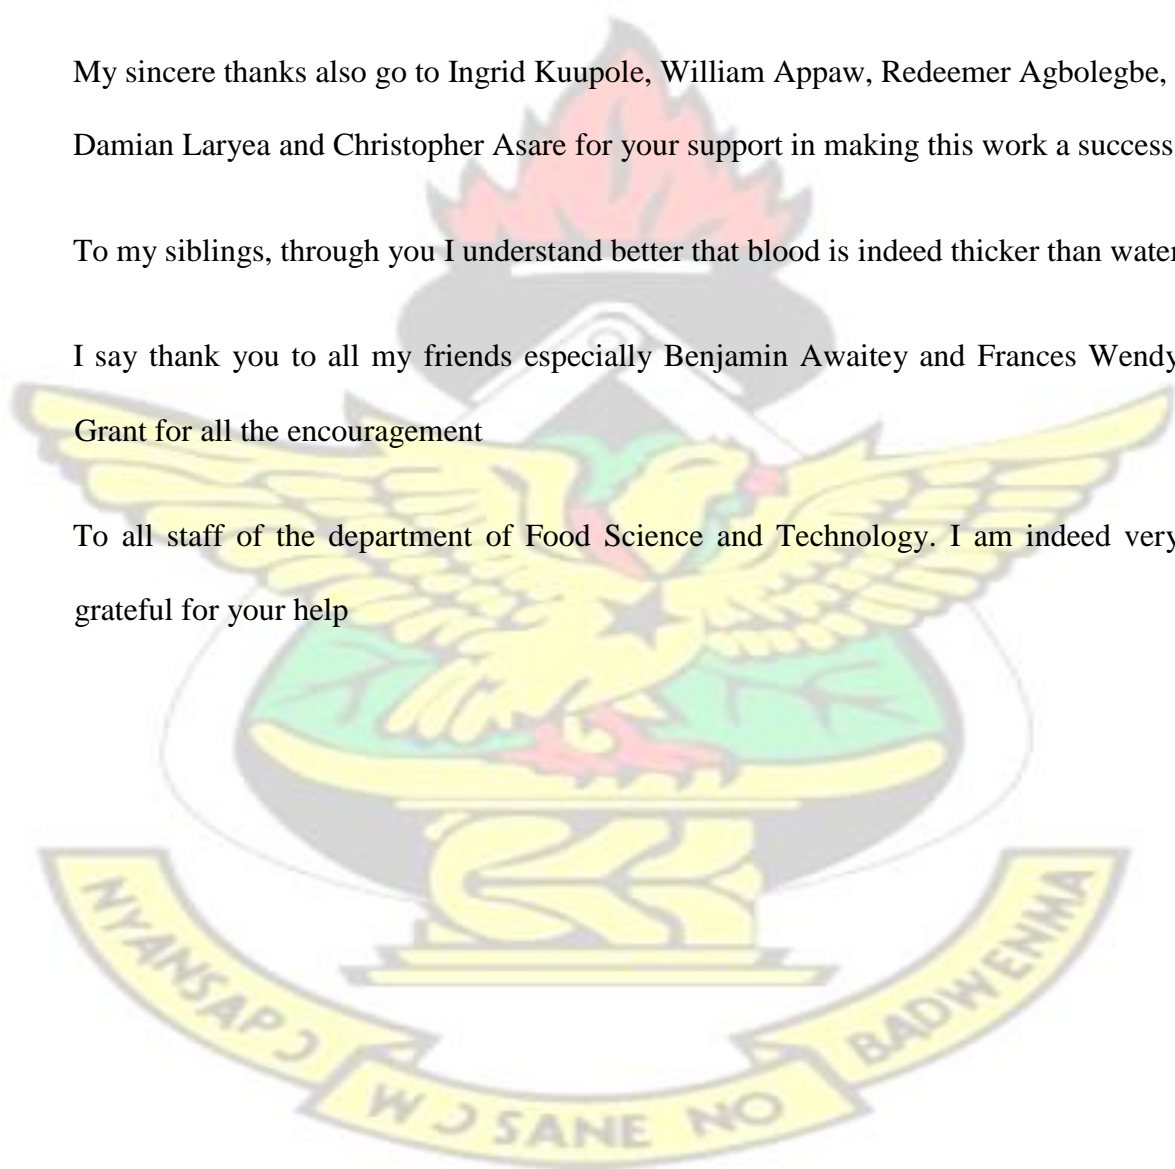 My sincere thanks also go to Ingrid Kuupole, William Appaw, Redeemer Agbolegbe,
Damian Laryea and Christopher Asare for your support in making this work a success
To my siblings, through you I understand better that blood is indeed thicker than water
I say thank you to all my friends especially Benjamin Awaitey and Frances Wendy
Grant for all the encouragement
To all staff of the department of Food Science and Technology. I am indeed very
grateful for your help
NYANSAPƆ
WƆSANE NO
BADWENMA